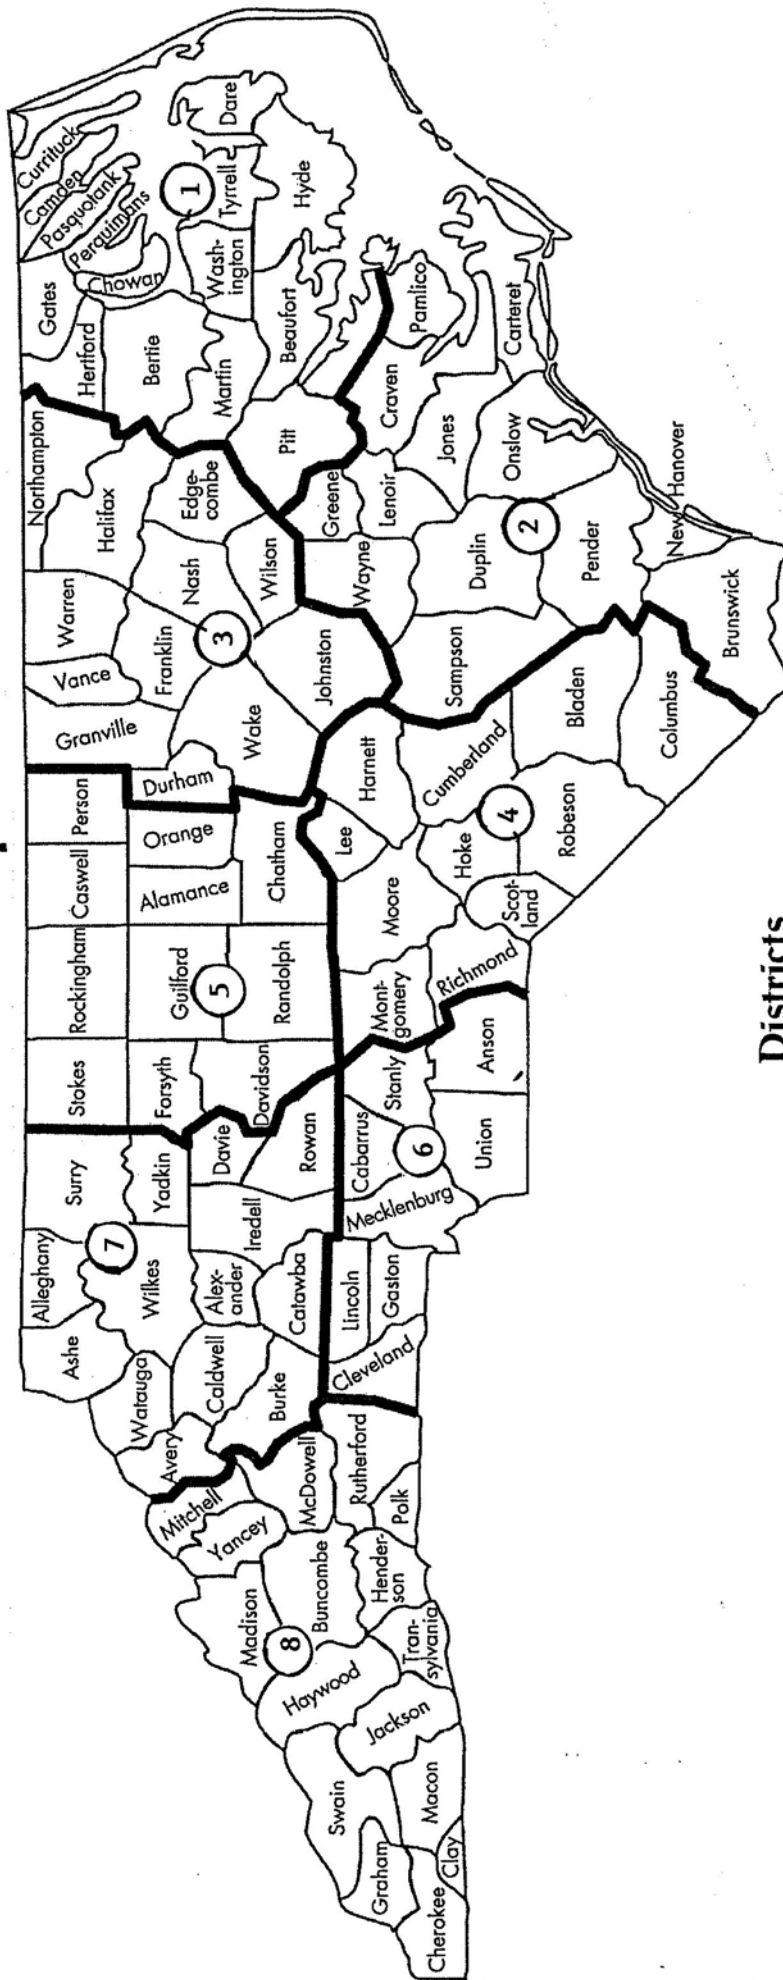 Cherokee
Graham
Clay
Swain
Macon
Jackson
Haywood
Tran-
sylvania
Madison
8
Buncombe
Hender-
son
Yancey
Mitchell
McDowell
Polk
Rutherford
Avery
Watauga
Ashe
Alleghany
7
Wilkes
Caldwell
Burke
Alex-
ander
Catawba
Cleveland
Lincoln
Gaston
Surry
Yadkin
Iredell
Davie
Rowan
Mecklenburg
Cabarrus
6
Stanly
Union
Anson
Stokes
Forsyth
Davidson
Rockingham
Guilford
5
Randolph
Mont-
gomery
Richmond
Caswell
Alamance
Chatham
Moore
Person
Orange
Durham
Lee
Hoke
Scot-
land
4
Robeson
Harnett
Cumberland
Bladen
Columbus
Granville
Vance
Warren
Franklin
3
Wake
Johnston
Sampson
Northampton
Halifax
Nash
Edge-
combe
Wilson
Wayne
Greene
Lenoir
Duplin
2
Pender
Brunswick
New Hanover
Onslow
Jones
Craven
Carteret
Pamlico
Pitt
Hertford
Gates
Bertie
Martin
Beaufort
Chowan
Perquimans
Pasquotank
Camden
Currituck
1
Wash-
ington
Tyrrell
Dare
Hyde
Districts